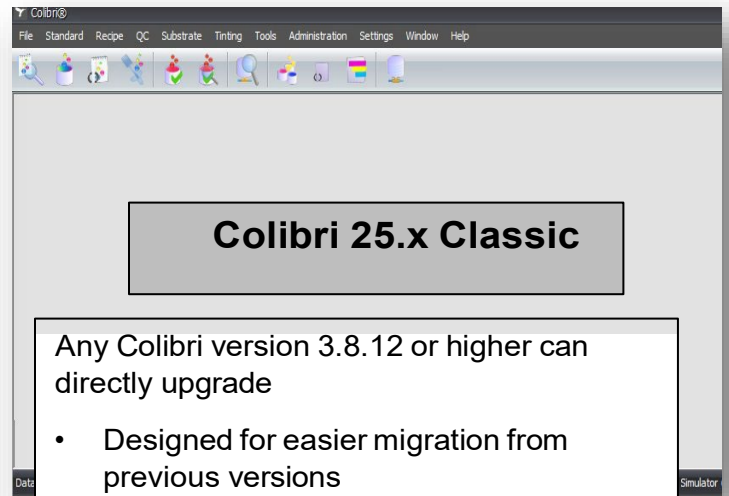 Colibri®
File Standard Recipe QC Substrate Tinting Tools Administration Settings Window Help
Colibri 25.x Classic
Any Colibri version 3.8.12 or higher can
directly upgrade
• Designed for easier migration from
previous versions
Data
Simulator